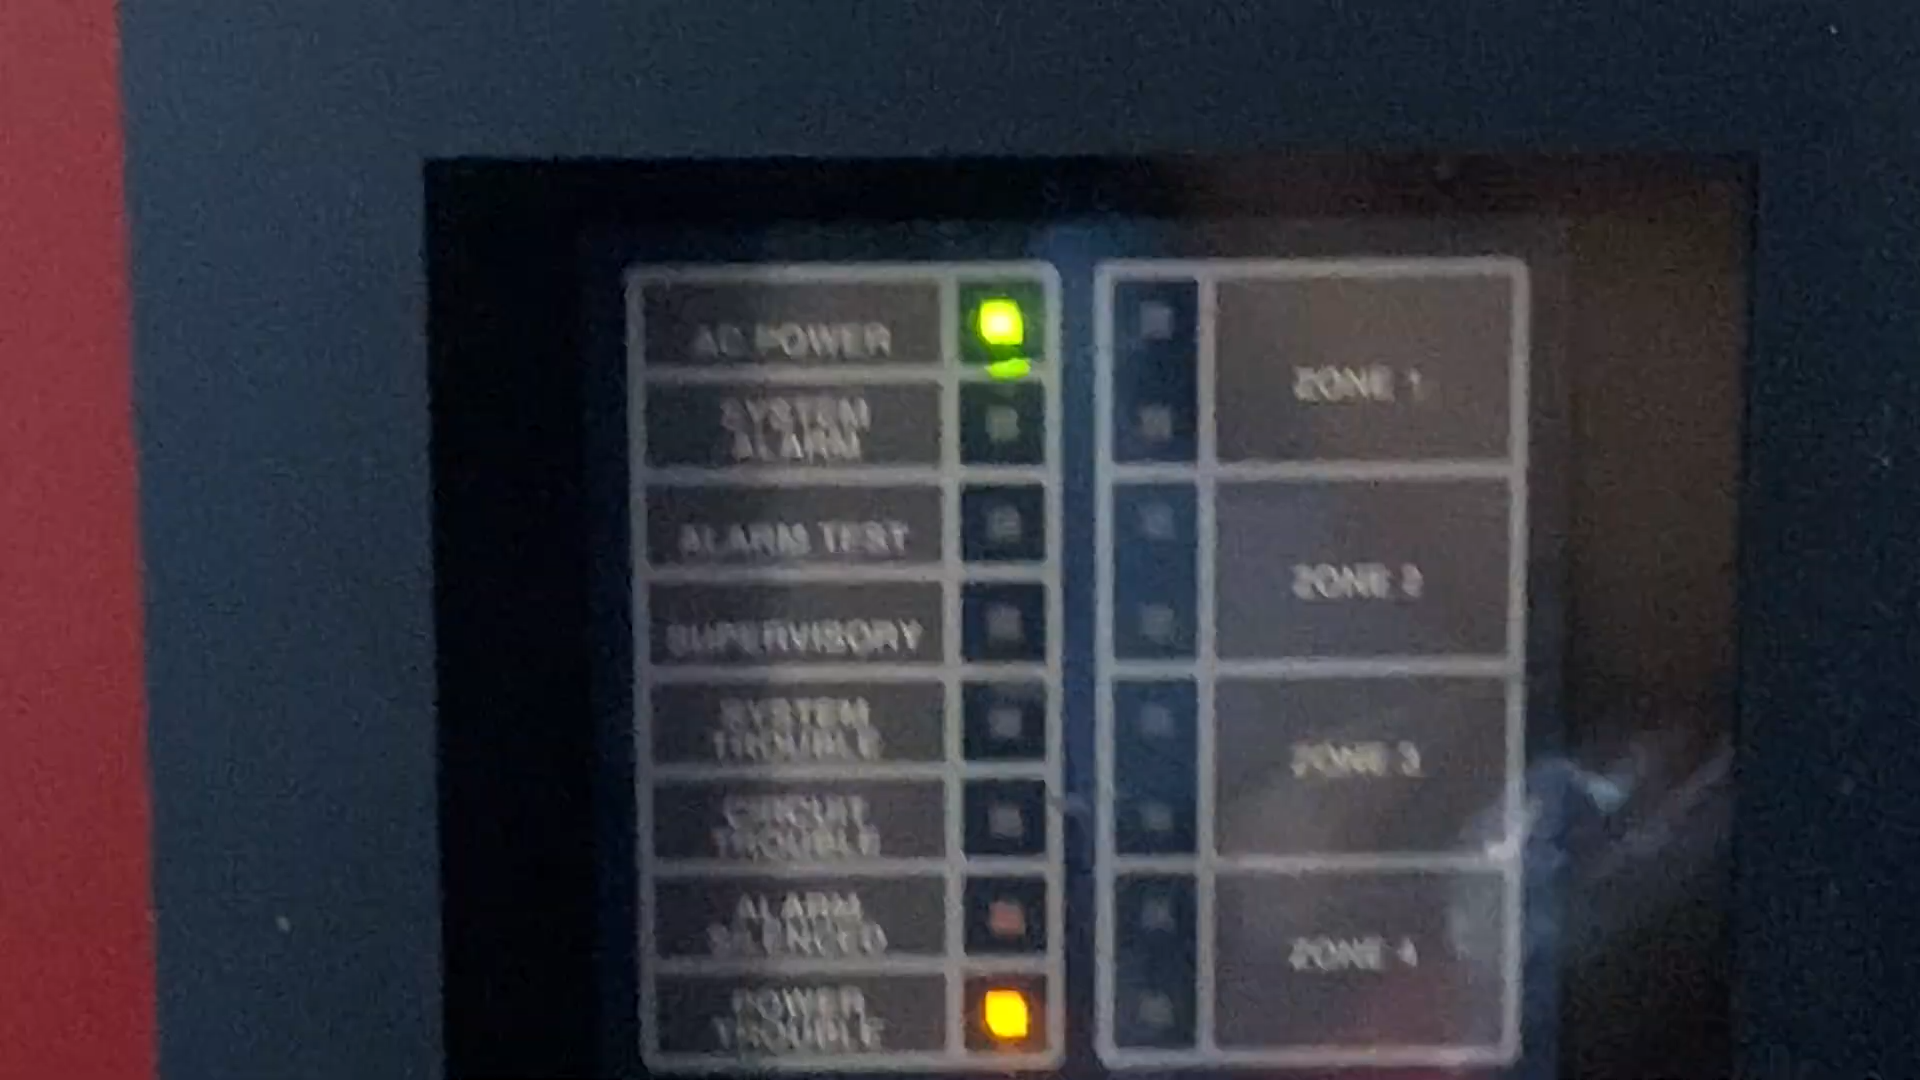 AC POWER
SYSTEM
ALARM
ALARM TEST
SUPERVISORY
SYSTEM
TROUBLE
CIRCUIT
TROUBLE
ALARM
SILENCED
POWER
TROUBLE
ZONE 1
ZONE 2
ZONE 3
ZONE 4